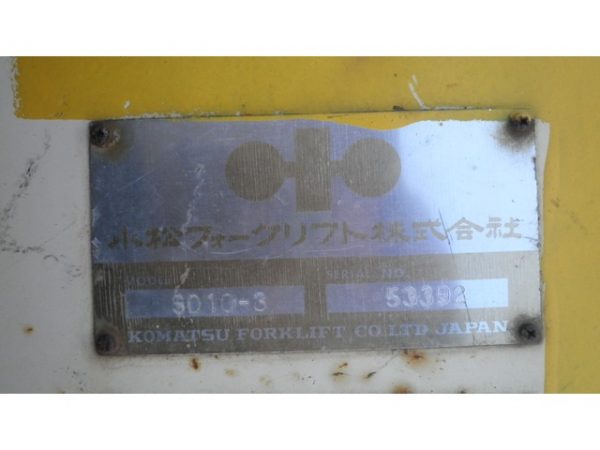 小松フォークリフト株式会社
MODEL SERIAL NO.
SD10-3 53392
KOMATSU FORKLIFT CO.LTD JAPAN